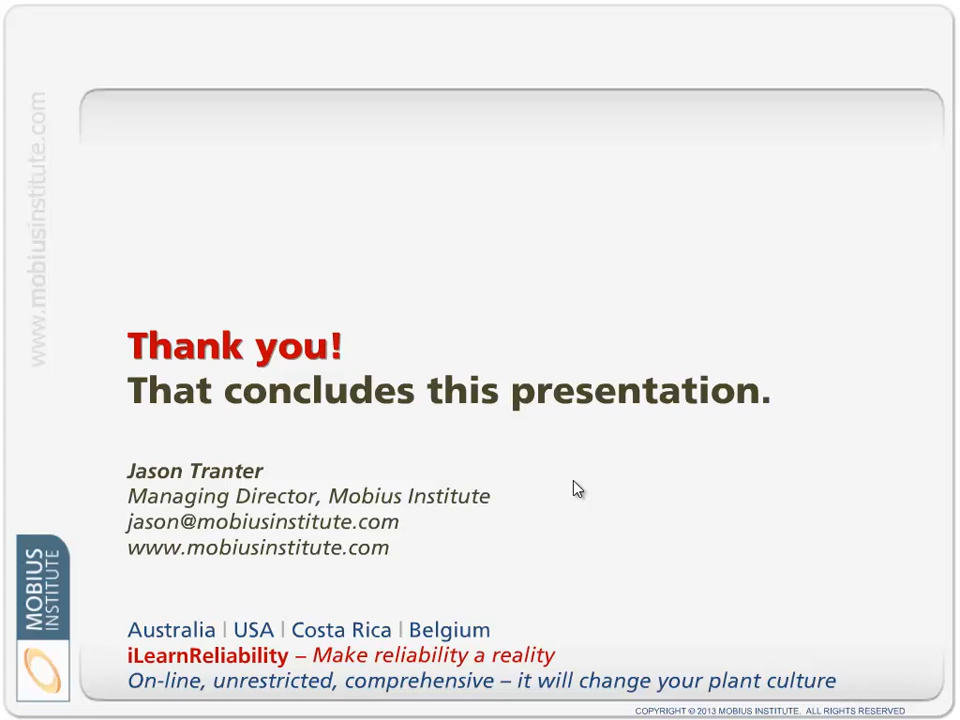 www.mobiusinstitute.com
Thank you!
That concludes this presentation.
Jason Tranter
Managing Director, Mobius Institute
jason@mobiusinstitute.com
www.mobiusinstitute.com
MOBIUS
INSTITUTE
Australia | USA | Costa Rica | Belgium
iLearnReliability – Make reliability a reality
On-line, unrestricted, comprehensive – it will change your plant culture
COPYRIGHT © 2013 MOBIUS INSTITUTE. ALL RIGHTS RESERVED